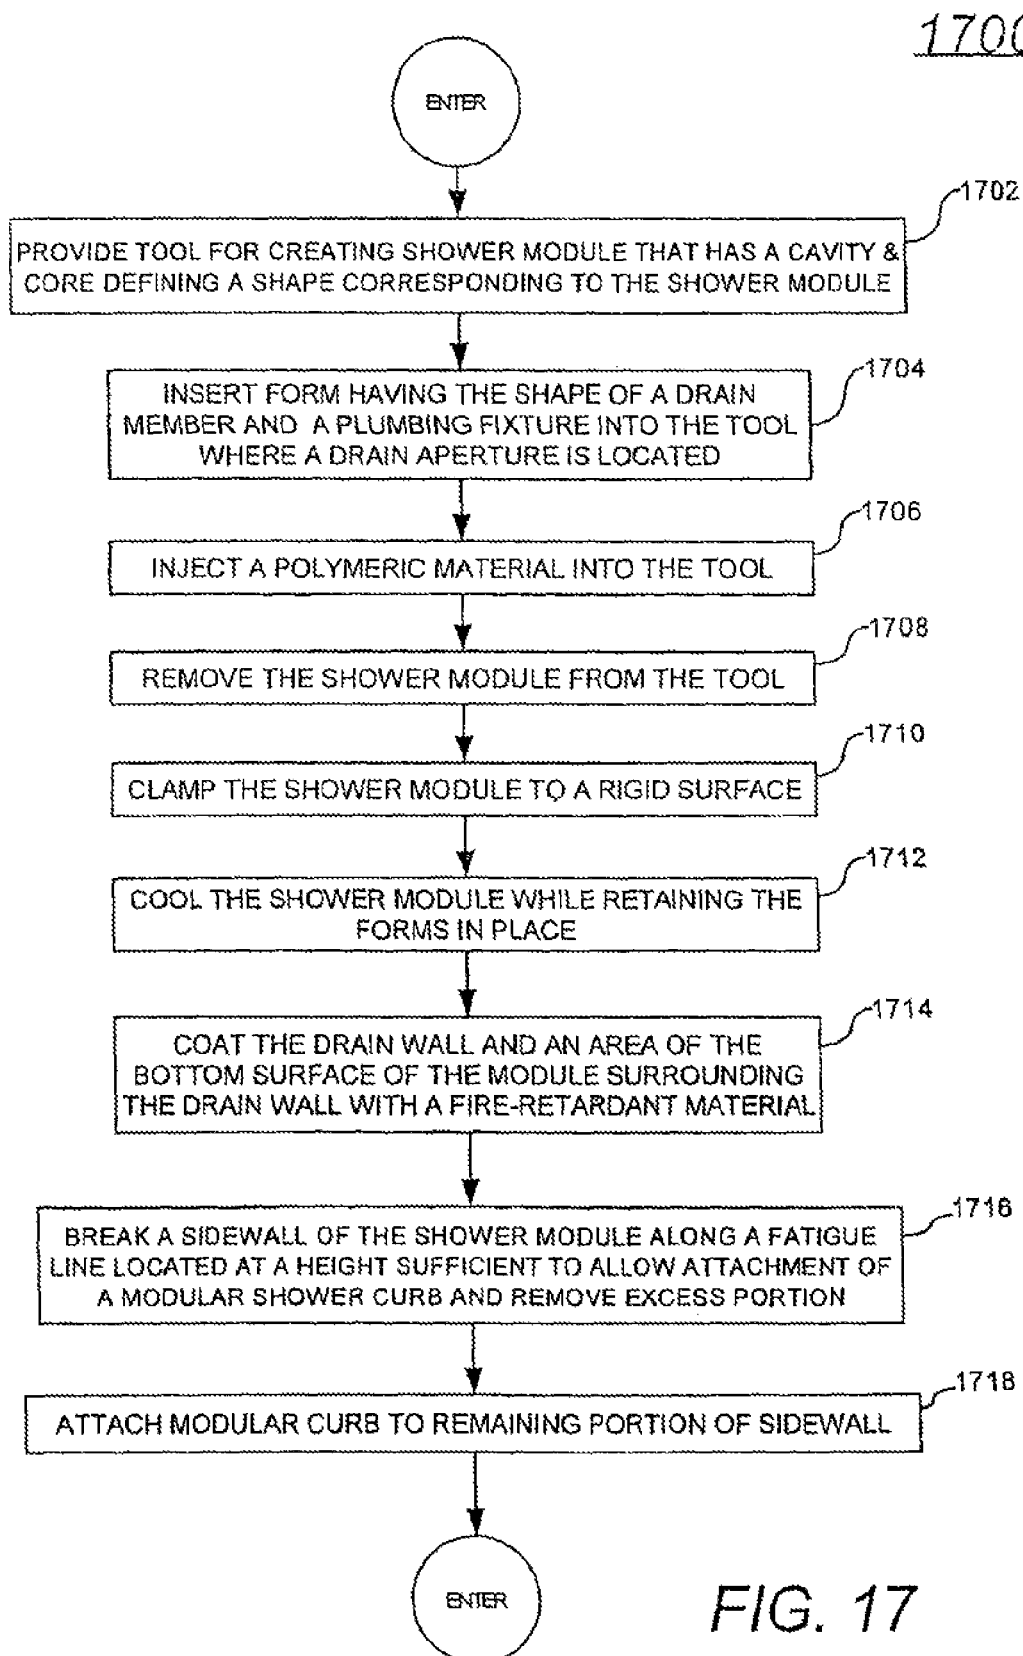 1700
ENTER
1702
PROVIDE TOOL FOR CREATING SHOWER MODULE THAT HAS A CAVITY &
CORE DEFINING A SHAPE CORRESPONDING TO THE SHOWER MODULE
1704
INSERT FORM HAVING THE SHAPE OF A DRAIN
MEMBER AND A PLUMBING FIXTURE INTO THE TOOL
WHERE A DRAIN APERTURE IS LOCATED
1706
INJECT A POLYMERIC MATERIAL INTO THE TOOL
1708
REMOVE THE SHOWER MODULE FROM THE TOOL
1710
CLAMP THE SHOWER MODULE TO A RIGID SURFACE
1712
COOL THE SHOWER MODULE WHILE RETAINING THE
FORMS IN PLACE
1714
COAT THE DRAIN WALL AND AN AREA OF THE
BOTTOM SURFACE OF THE MODULE SURROUNDING
THE DRAIN WALL WITH A FIRE-RETARDANT MATERIAL
1716
BREAK A SIDEWALL OF THE SHOWER MODULE ALONG A FATIGUE
LINE LOCATED AT A HEIGHT SUFFICIENT TO ALLOW ATTACHMENT OF
A MODULAR SHOWER CURB AND REMOVE EXCESS PORTION
1718
ATTACH MODULAR CURB TO REMAINING PORTION OF SIDEWALL
ENTER
FIG. 17